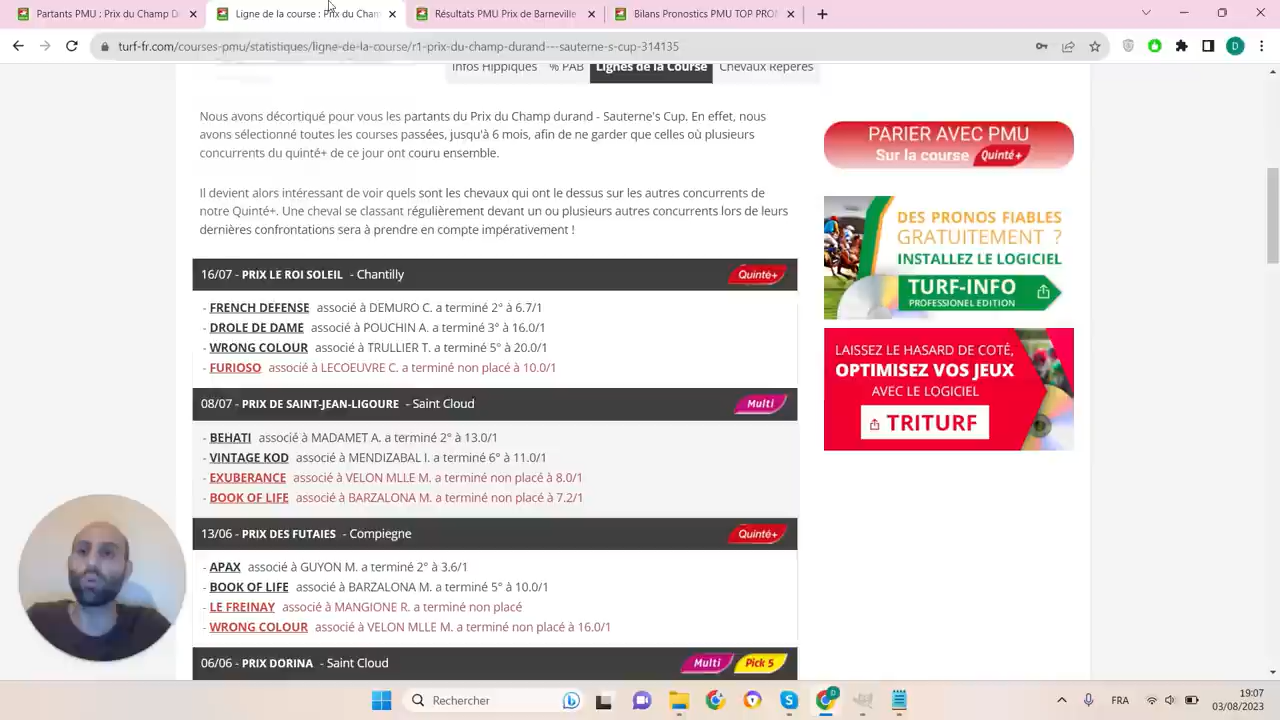 Ligne de la course : Prix du Cham
Résultats PMU Prix du Banneville
Mandats Pronostics TURF PMU TOP PRON
turf-fr.com/courses-pmu/statistiques/ligne-de-la-course/r1-prix-du-champ-durand---sauterne-s-cup-314135
Infos Hippiques % PAB Lignes de la Course Chevaux Repérés
Nous avons décortiqué pour vous les partants du Prix du Champ durand - Sauterne's Cup. En effet, nous
avons sélectionné toutes les courses passées, jusqu'à 6 mois, afin de ne garder que celles où plusieurs
concurrents du quinté+ de ce jour ont couru ensemble.
Il devient alors intéressant de voir quels sont les chevaux qui ont le dessus sur les autres concurrents de
notre Quinté+. Une cheval se classant régulièrement devant un ou plusieurs autres concurrents lors de leurs
dernières confrontations sera à prendre en compte impérativement !
16/07 - PRIX LE ROI SOLEIL - Chantilly Quinté+
- FRENCH DEFENSE associé à DEMURO C. a terminé 2° à 6.7/1
- DROLE DE DAME associé à POUCHIN A. a terminé 3° à 16.0/1
- WRONG COLOUR associé à TRULLIER T. a terminé 5° à 20.0/1
- FURIOSO associé à LECOEUVRE C. a terminé non placé à 10.0/1
08/07 - PRIX DE SAINT-JEAN-LIGOURE - Saint Cloud Multi
- BEHATI associé à MADAMET A. a terminé 2° à 13.0/1
- VINTAGE KOD associé à MENDIZABAL I. a terminé 6° à 11.0/1
- EXUBERANCE associé à VELON MLLE M. a terminé non placé à 8.0/1
- BOOK OF LIFE associé à BARZALONA M. a terminé non placé à 7.2/1
13/06 - PRIX DES FUTAIES - Compiegne Quinté+
- APAX associé à GUYON M. a terminé 2° à 3.6/1
- BOOK OF LIFE associé à BARZALONA M. a terminé 5° à 10.0/1
- LE FREINAY associé à MANGIONE R. a terminé non placé
- WRONG COLOUR associé à VELON MLLE M. a terminé non placé à 16.0/1
06/06 - PRIX DORINA - Saint Cloud Multi Pick 5
PARIER AVEC PMU
Sur la course Quinté+
DES PRONOS FIABLES
GRATUITEMENT ?
INSTALLEZ LE LOGICIEL
TURF-INFO
PROFESSIONEL EDITION
LAISSEZ LE HASARD DE COTÉ,
OPTIMISEZ VOS JEUX
AVEC LE LOGICIEL
TRITURF
Rechercher
FRA
19:07
03/08/2023